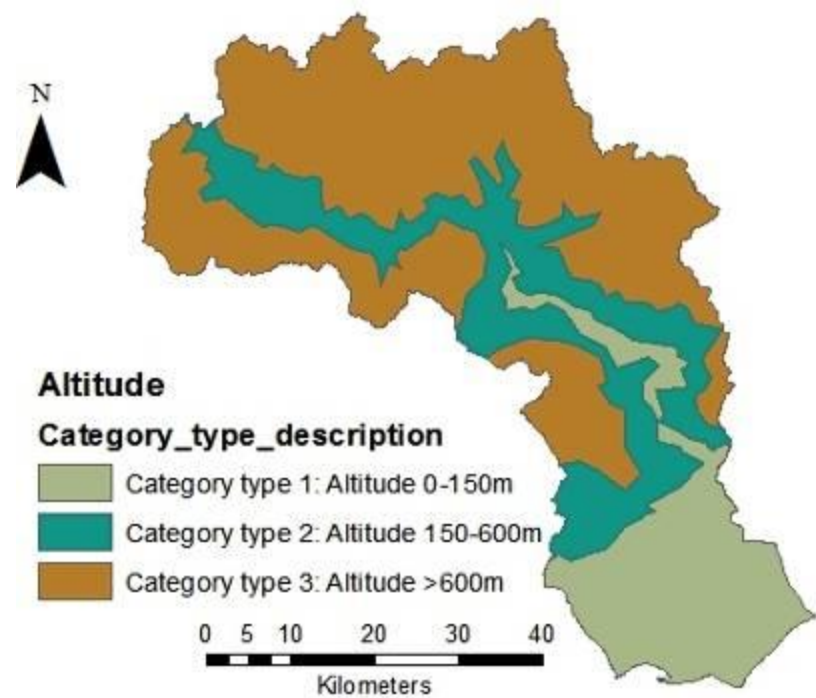 N
Altitude
Category_type_description
Category type 1: Altitude 0-150m
Category type 2: Altitude 150-600m
Category type 3: Altitude >600m
0 5 10 20 30 40
Kilometers